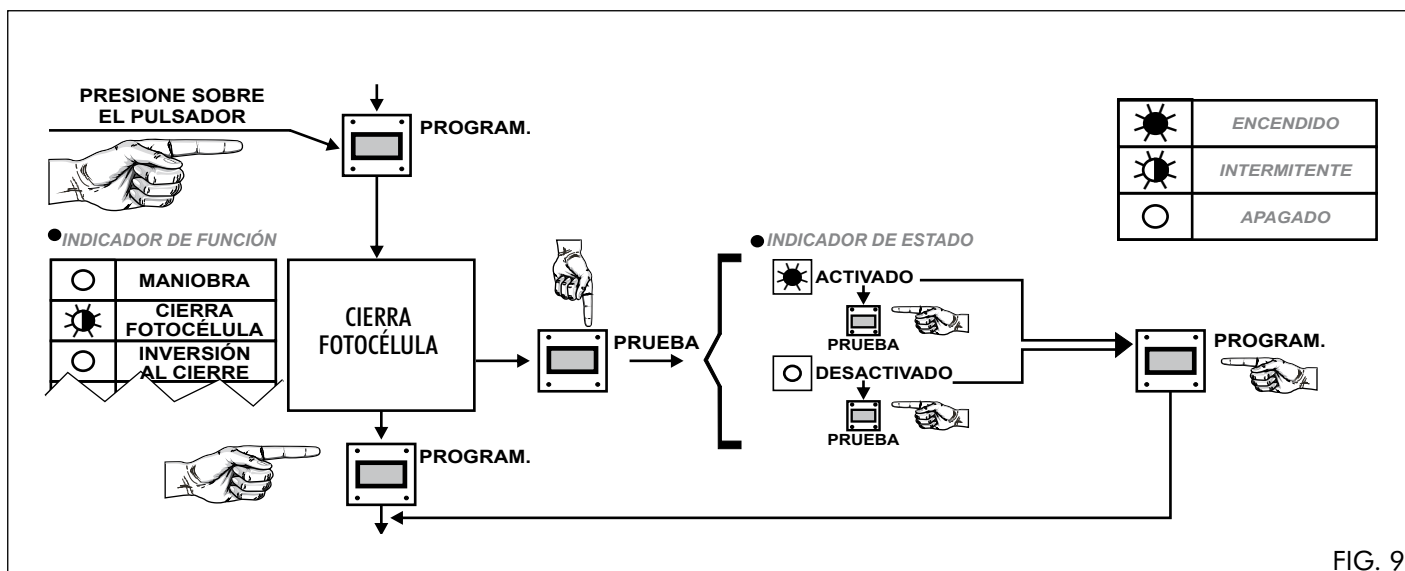 PRESIONE SOBRE
EL PULSADOR
PROGRAM.
ENCENDIDO
INTERMITENTE
APAGADO
INDICADOR DE FUNCIÓN
MANIOBRA
CIERRA
FOTOCÉLULA
INVERSIÓN
AL CIERRE
CIERRA
FOTOCÉLULA
PRUEBA
INDICADOR DE ESTADO
ACTIVADO
PRUEBA
DESACTIVADO
PRUEBA
PROGRAM.
PROGRAM.
FIG. 9